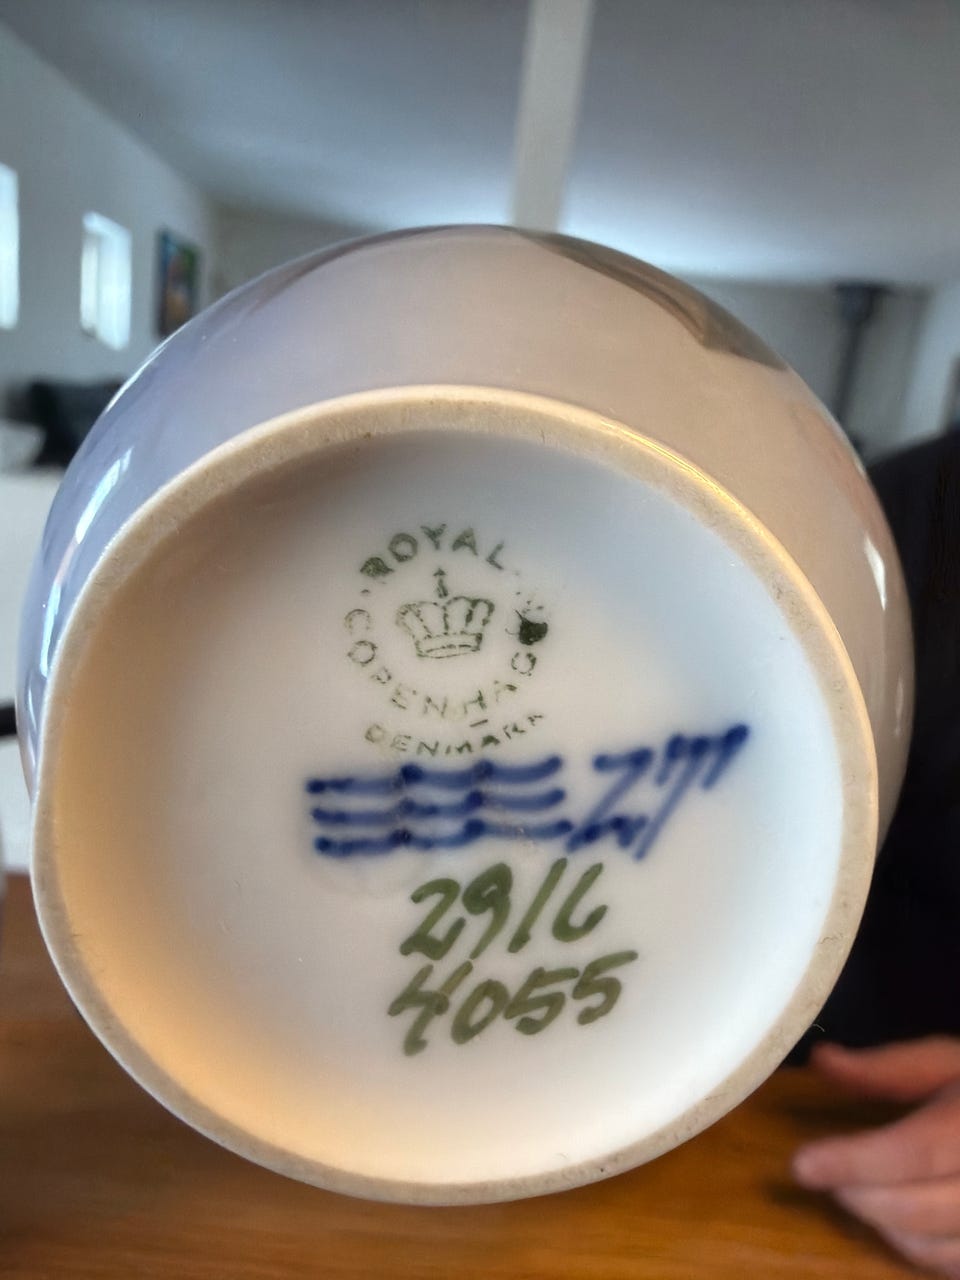 ROYAL
COPENHAGEN
DENMARK
2916
4055